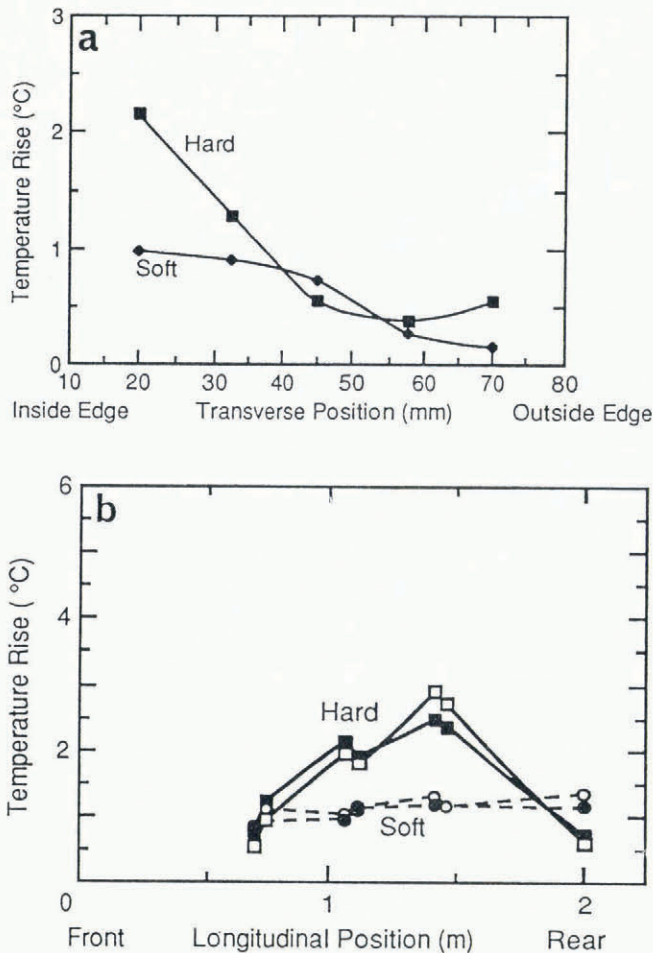 a
3
2
1
0
Temperature Rise (°C)
Hard
Soft
10 20 30 40 50 60 70 80
Inside Edge Transverse Position (mm) Outside Edge
b
6
4
2
0
Temperature Rise ( °C)
Hard
Soft
0 1 2
Front Longitudinal Position (m) Rear